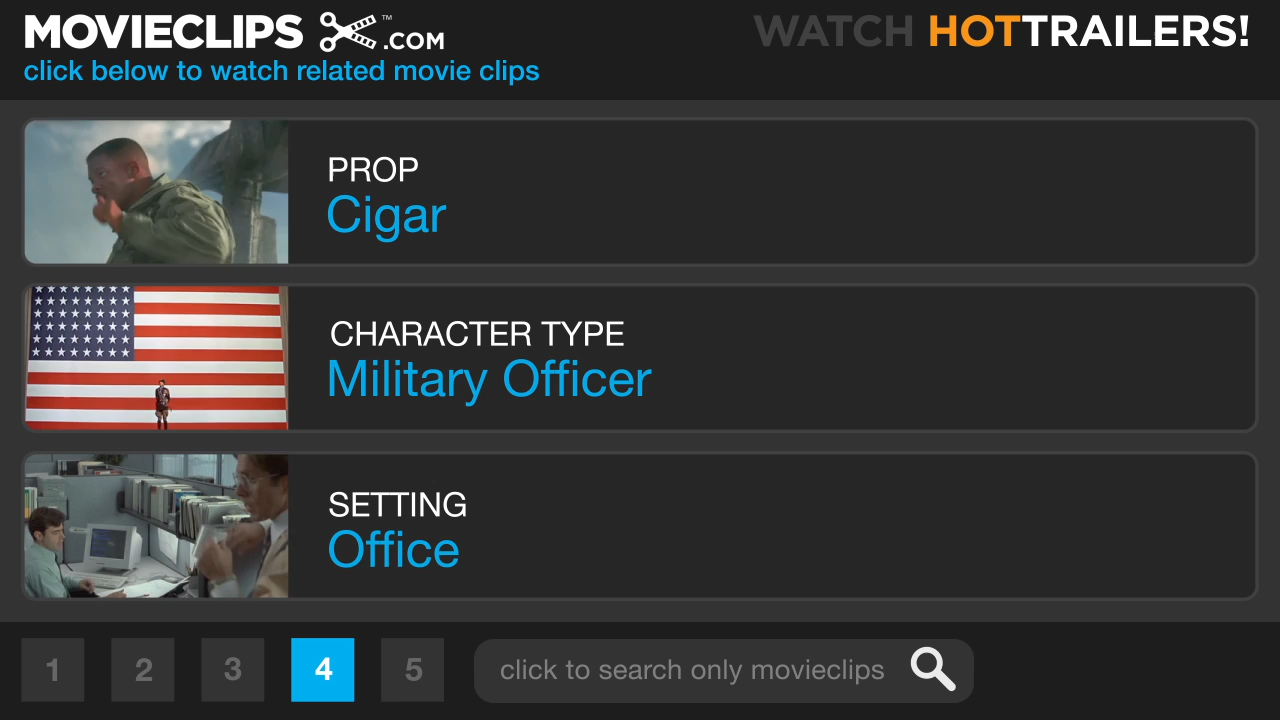 MOVIECLIPS ™ .COM
WATCH HOTTRAILERS!
click below to watch related movie clips
PROP
Cigar
CHARACTER TYPE
Military Officer
SETTING
Office
1 2 3 4 5
click to search only movieclips